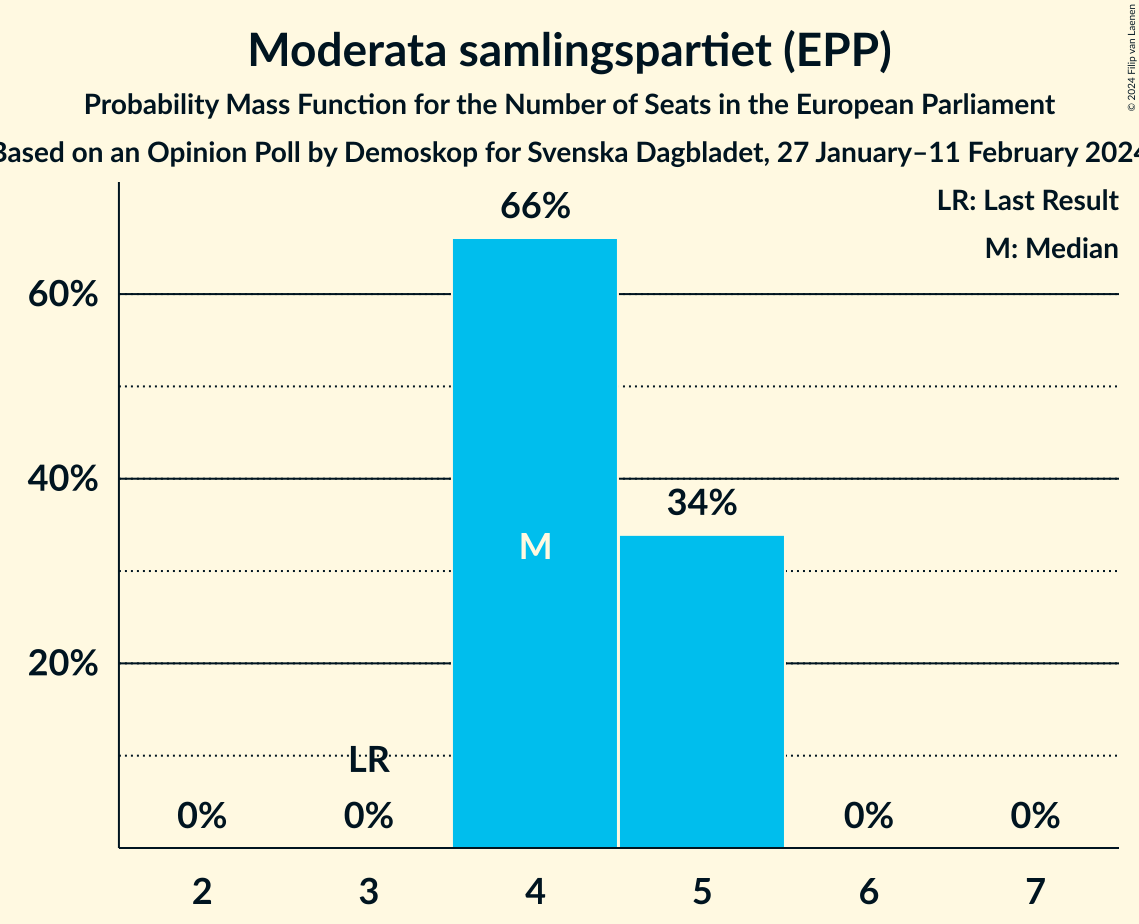 © 2024 Filip van Laenen
Moderata samlingspartiet (EPP)
Probability Mass Function for the Number of Seats in the European Parliament
Based on an Opinion Poll by Demoskop for Svenska Dagbladet, 27 January–11 February 2024
LR: Last Result
M: Median
66%
60%
40%
34%
M
20%
LR
0%
0%
0%
0%
2
3
4
5
6
7